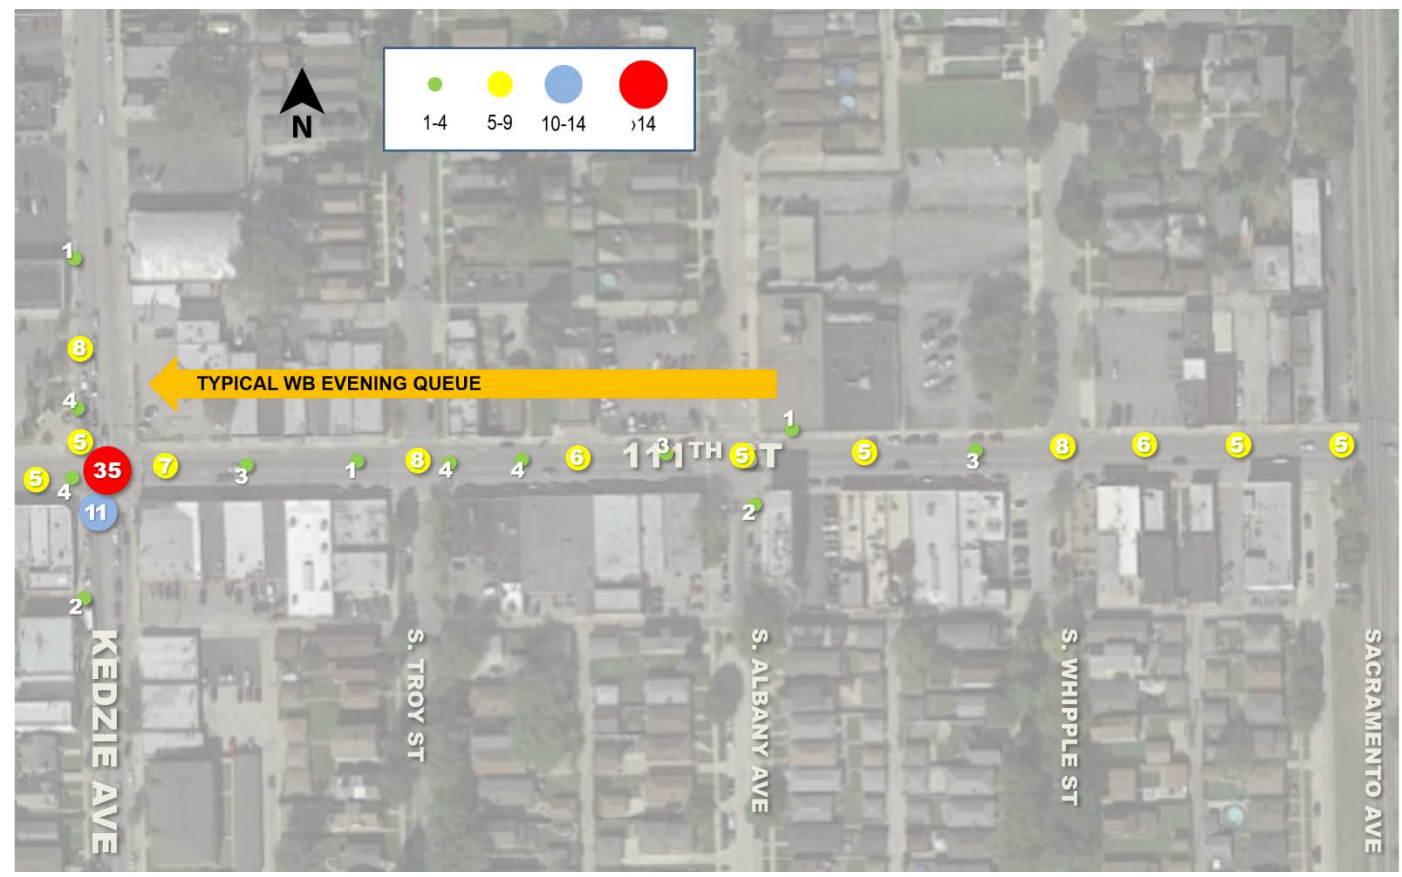 N
1-4 5-9 10-14 ›14
1
8
TYPICAL WB EVENING QUEUE
4
1
5
111TH ST
3
5 4 35 7 3 1 8 4 4 6 5 5 3 8 6 5 5
11
2
2
KEDZIE AVE
S. TROY ST
S. ALBANY AVE
S. WHIPPLE ST
SACRAMENTO AVE